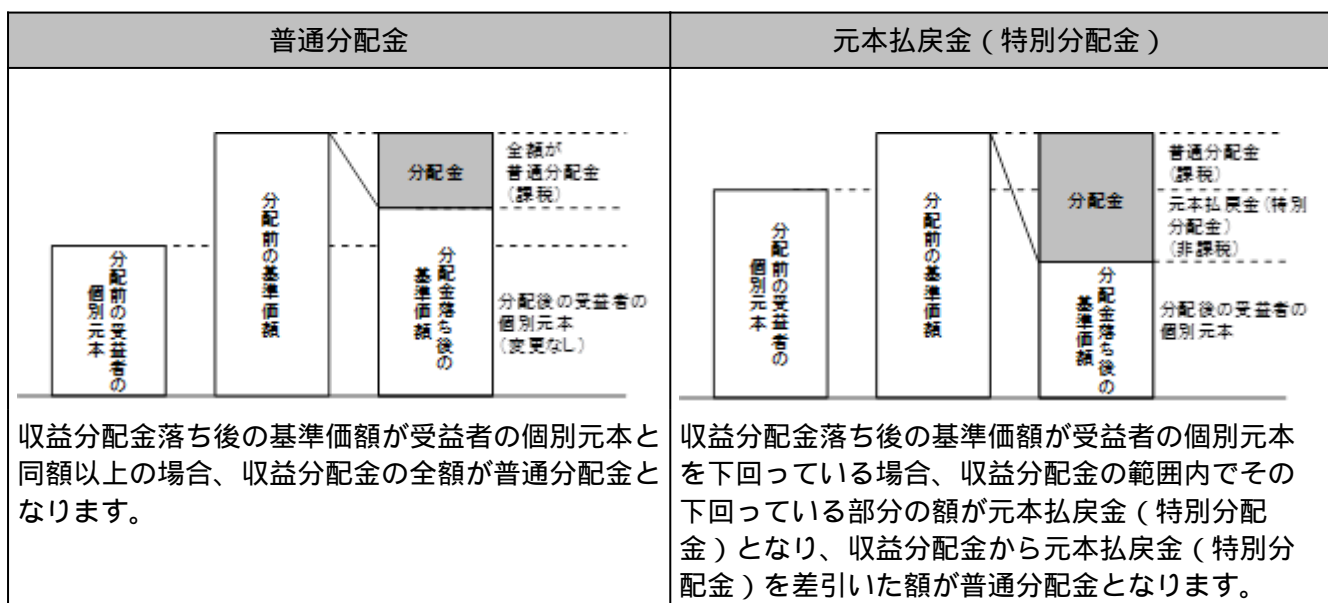 普通分配金
分配前の受益者の
個別元本
分配前の基準価額
分配金
分配金落ち後の
基準価額
全額が
普通分配金
(課税)
分配後の受益者の
個別元本
(変更なし)
収益分配金落ち後の基準価額が受益者の個別元本と
同額以上の場合、収益分配金の全額が普通分配金と
なります。
元本払戻金(特別分配金)
分配前の受益者の
個別元本
分配前の基準価額
分配金
分配金落ち後の
基準価額
普通分配金
(課税)
元本払戻金(特別
分配金)
(非課税)
分配後の受益者の
個別元本
収益分配金落ち後の基準価額が受益者の個別元本
を下回っている場合、収益分配金の範囲内でその
下回っている部分の額が元本払戻金(特別分配
金)となり、収益分配金から元本払戻金(特別分
配金)を差引いた額が普通分配金となります。